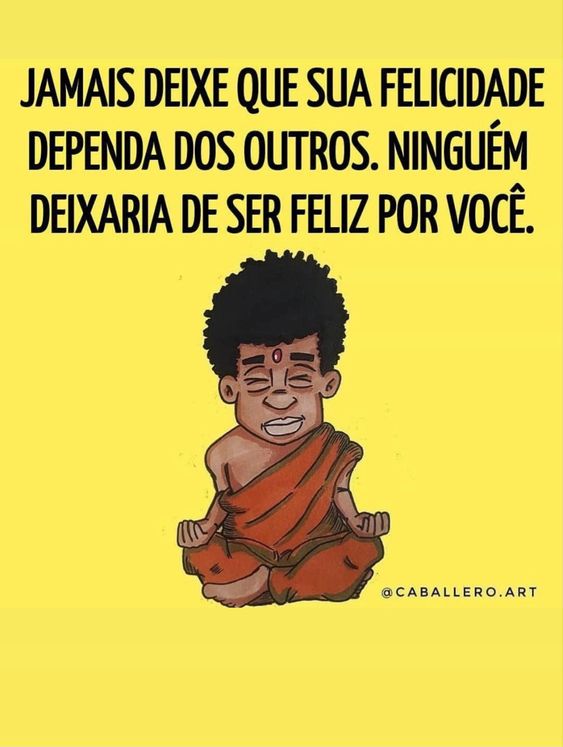 JAMAIS DEIXE QUE SUA FELICIDADE
DEPENDA DOS OUTROS. NINGUÉM
DEIXARIA DE SER FELIZ POR VOCÊ.
@CABALLERO.ART